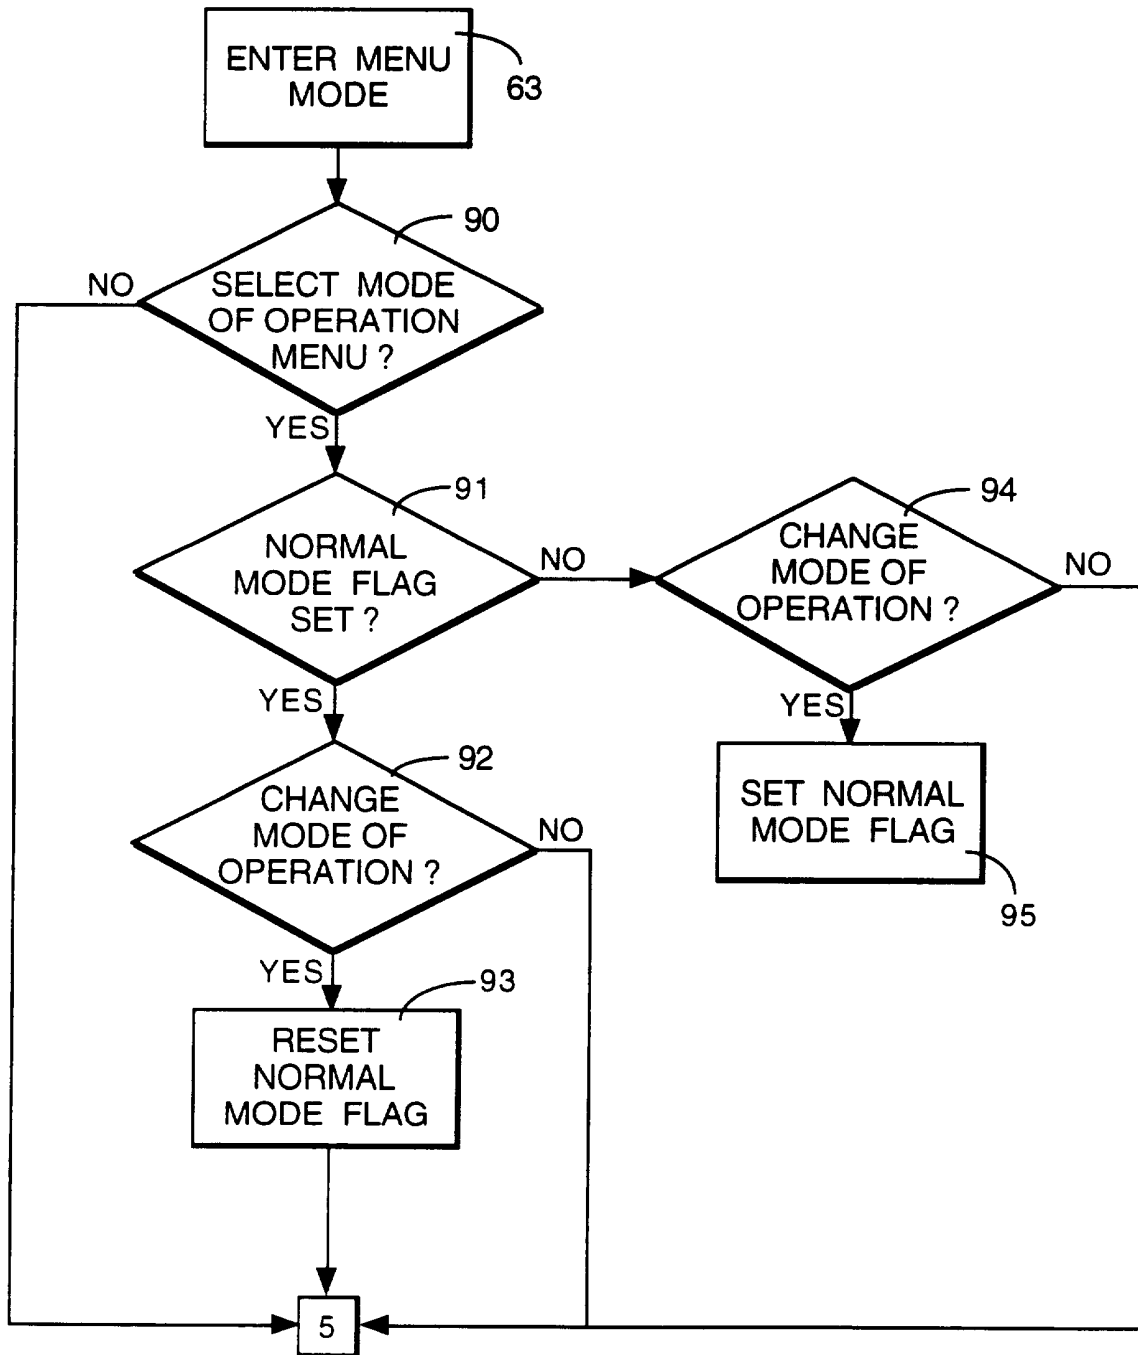 ENTER MENU
MODE
63
90
NO
SELECT MODE
OF OPERATION
MENU ?
YES
91
NORMAL
MODE FLAG
SET ?
NO
94
CHANGE
MODE OF
OPERATION ?
NO
YES
YES
92
CHANGE
MODE OF
OPERATION ?
NO
SET NORMAL
MODE FLAG
95
YES
93
RESET
NORMAL
MODE FLAG
5